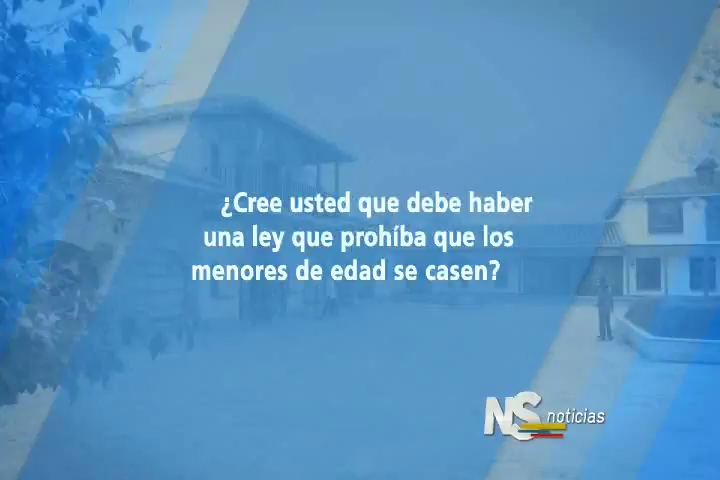 ¿Cree usted que debe haber
una ley que prohíba que los
menores de edad se casen?
NS noticias